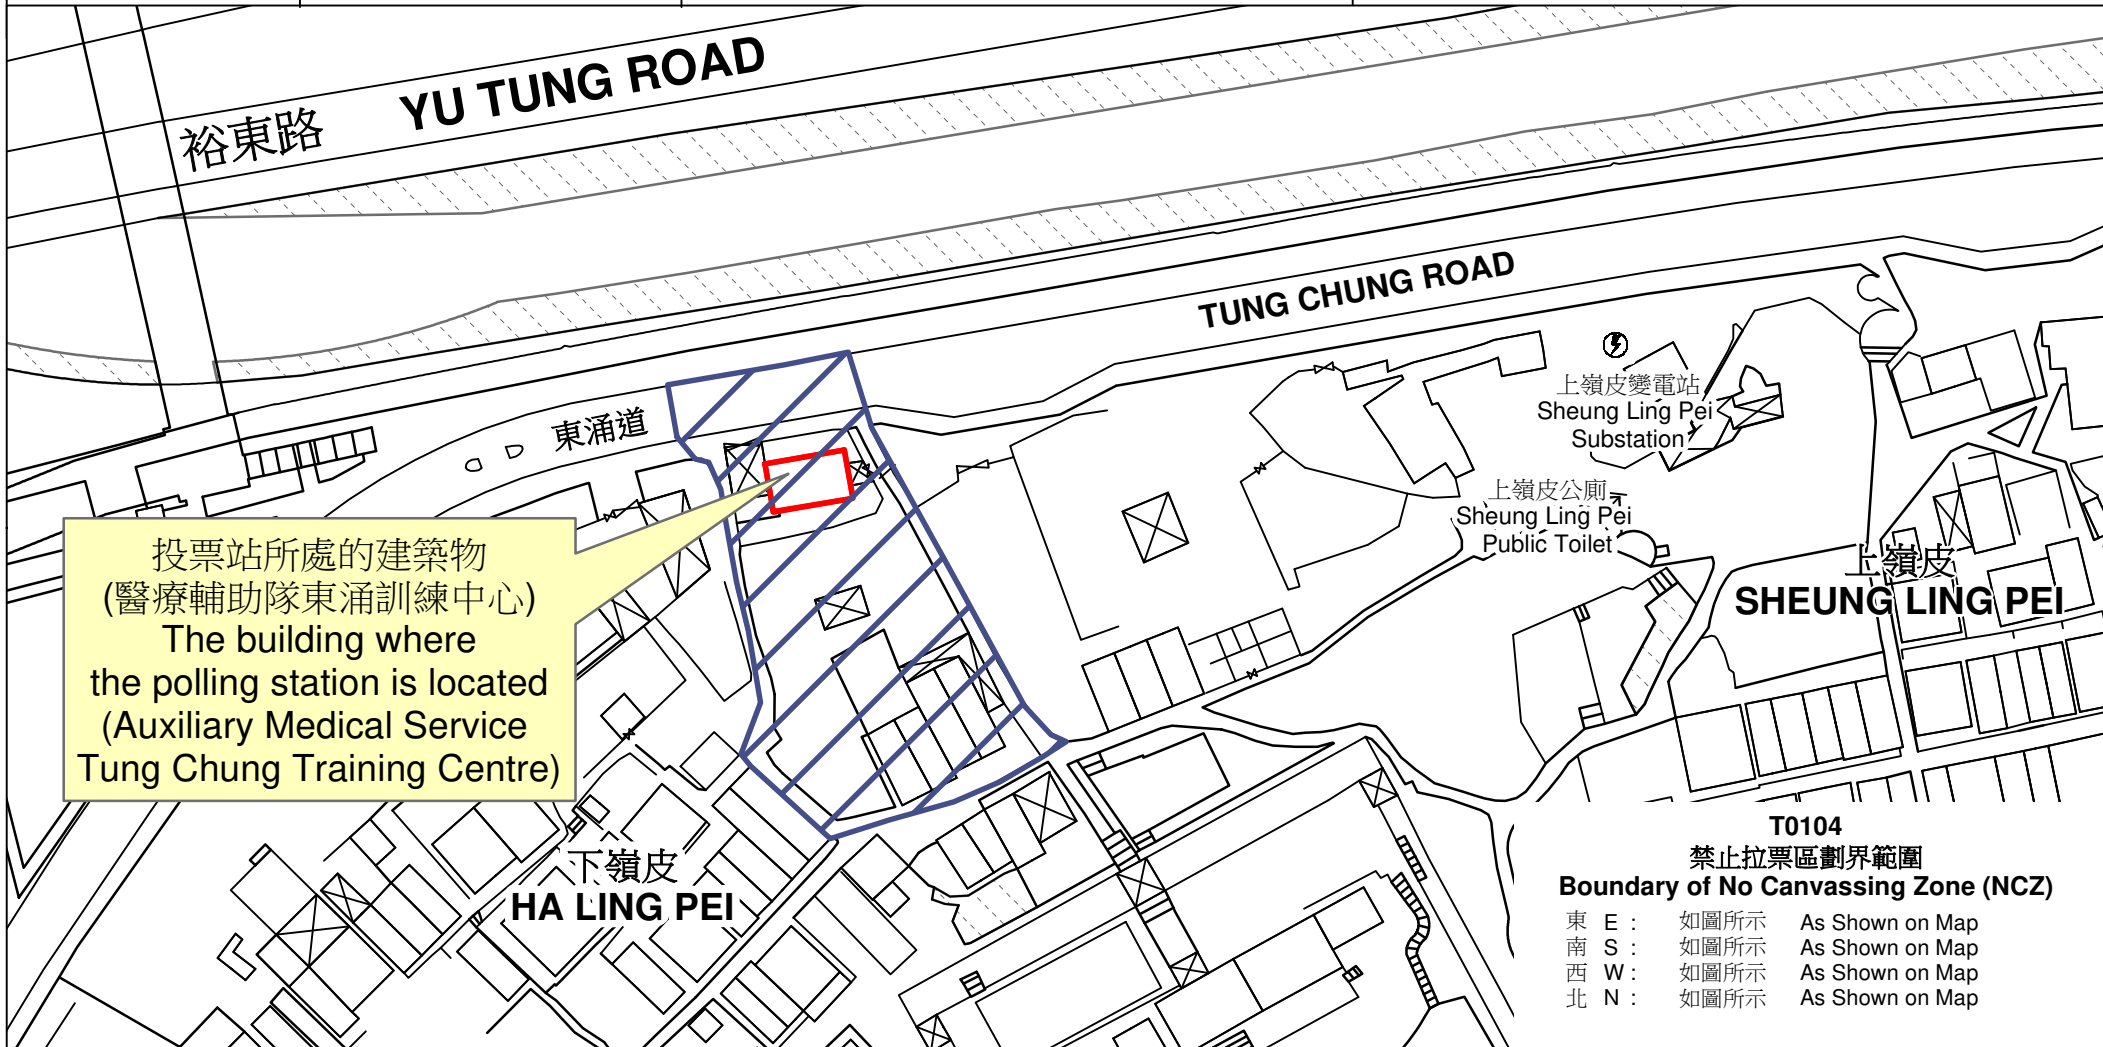 裕東路 YU TUNG ROAD
TUNG CHUNG ROAD
東涌道
上嶺皮變電站
Sheung Ling Pei
Substation
上嶺皮公廁
Sheung Ling Pei
Public Toilet
上嶺皮
SHEUNG LING PEI
投票站所處的建築物
(醫療輔助隊東涌訓練中心)
The building where
the polling station is located
(Auxiliary Medical Service
Tung Chung Training Centre)
下嶺皮
HA LING PEI
T0104
禁止拉票區劃界範圍
Boundary of No Canvassing Zone (NCZ)
東 E : 如圖所示 As Shown on Map
南 S : 如圖所示 As Shown on Map
西 W : 如圖所示 As Shown on Map
北 N : 如圖所示 As Shown on Map